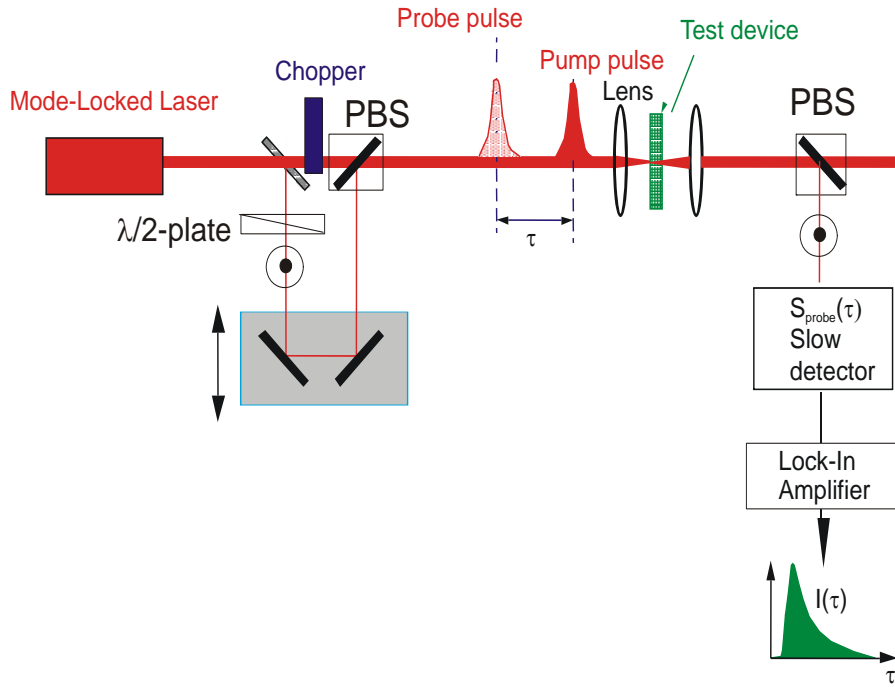 Probe pulse
Test device
Pump pulse
Chopper
Lens
Mode-Locked Laser
PBS
PBS
λ/2-plate
τ
Sprobe(τ)
Slow
detector
Lock-In
Amplifier
I(τ)
τ